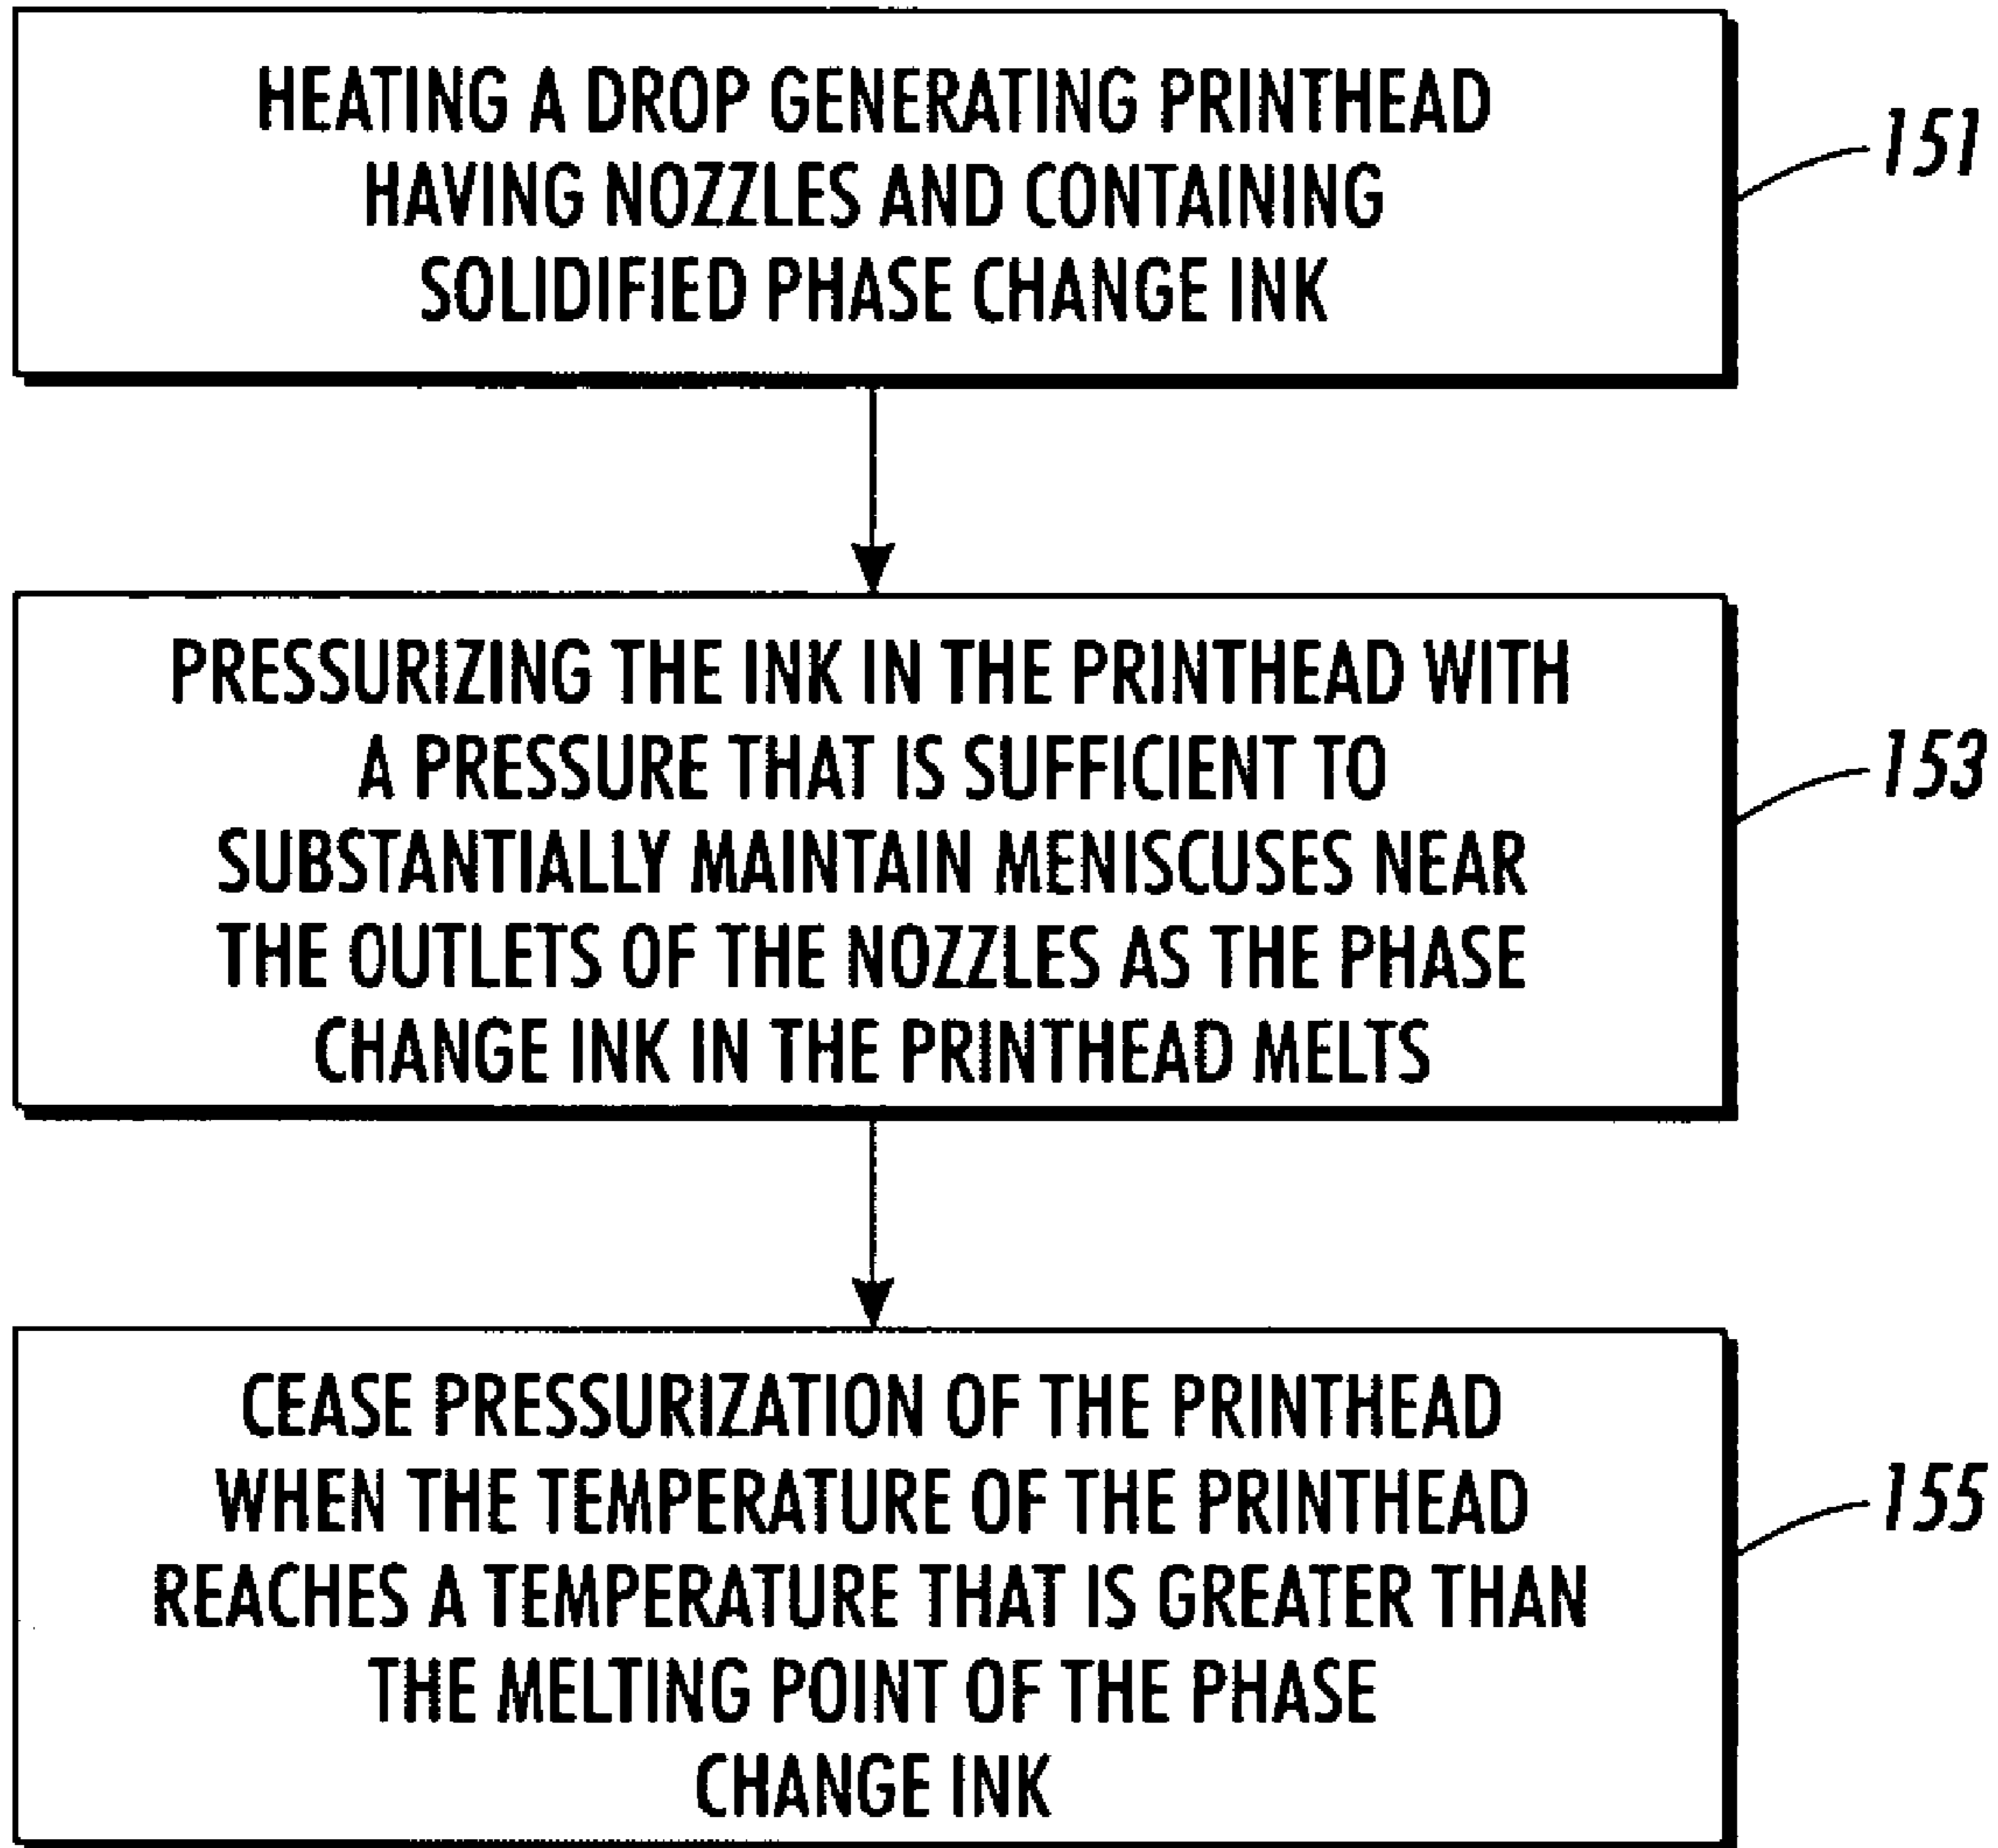 HEATING A DROP GENERATING PRINTHEAD
HAVING NOZZLES AND CONTAINING
SOLIDIFIED PHASE CHANGE INK
151
PRESSURIZING THE INK IN THE PRINTHEAD WITH
A PRESSURE THAT IS SUFFICIENT TO
SUBSTANTIALLY MAINTAIN MENISCUSES NEAR
THE OUTLETS OF THE NOZZLES AS THE PHASE
CHANGE INK IN THE PRINTHEAD MELTS
153
CEASE PRESSURIZATION OF THE PRINTHEAD
WHEN THE TEMPERATURE OF THE PRINTHEAD
REACHES A TEMPERATURE THAT IS GREATER THAN
THE MELTING POINT OF THE PHASE
CHANGE INK
155